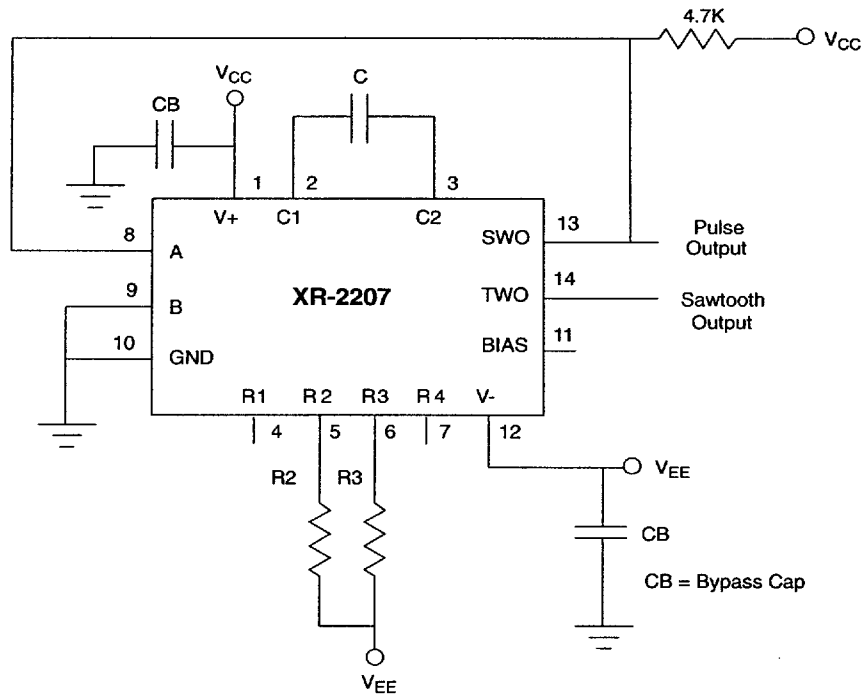 4.7K
VCC
VCC
CB
C
1
2
3
V+
C1
C2
8
A
SWO
13
Pulse
Output
9
B
XR-2207
TWO
14
Sawtooth
Output
10
GND
BIAS
11
R1
R2
R3
R4
V-
4
5
6
7
12
R2
R3
VEE
CB
CB = Bypass Cap
VEE